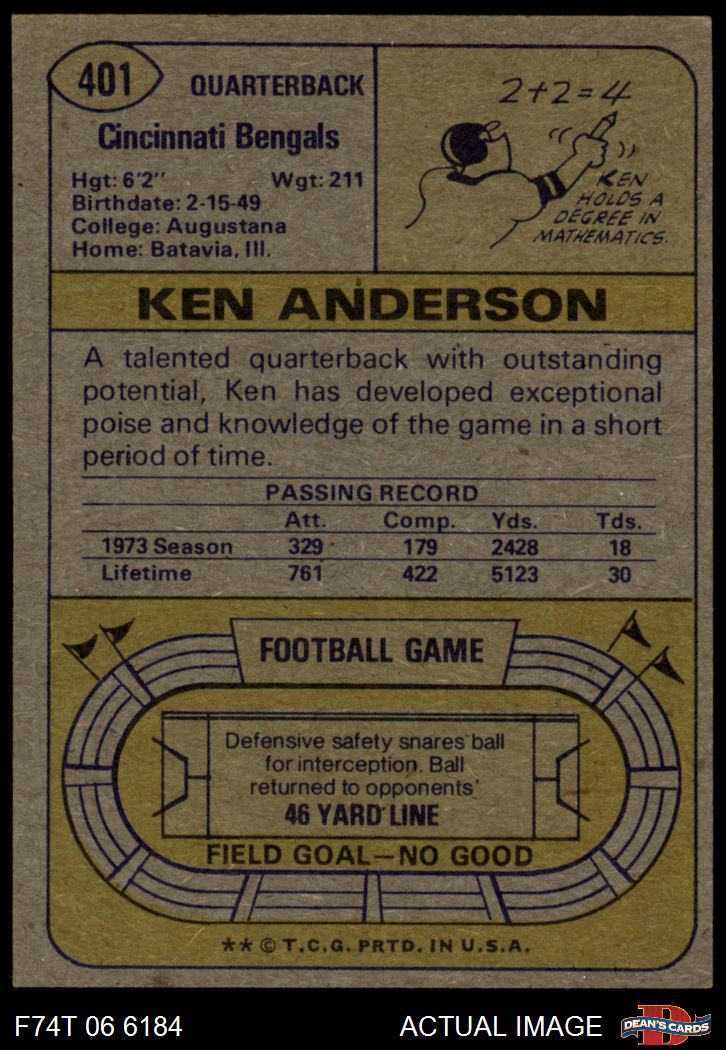 401
QUARTERBACK
Cincinnati Bengals
Hgt: 6'2" Wgt: 211
Birthdate: 2-15-49
College: Augustana
Home: Batavia, Ill.
2+2=4
KEN
HOLDS A
DEGREE IN
MATHEMATICS.
KEN ANDERSON
A talented quarterback with outstanding
potential, Ken has developed exceptional
poise and knowledge of the game in a short
period of time.
PASSING RECORD
Att. Comp. Yds. Tds.
1973 Season 329 179 2428 18
Lifetime 761 422 5123 30
FOOTBALL GAME
Defensive safety snares ball
for interception. Ball
returned to opponents'
46 YARD LINE
FIELD GOAL—NO GOOD
** © T.C.G. PRTD. IN U.S.A.
F74T 06 6184 ACTUAL IMAGE
D
DEAN'S CARDS